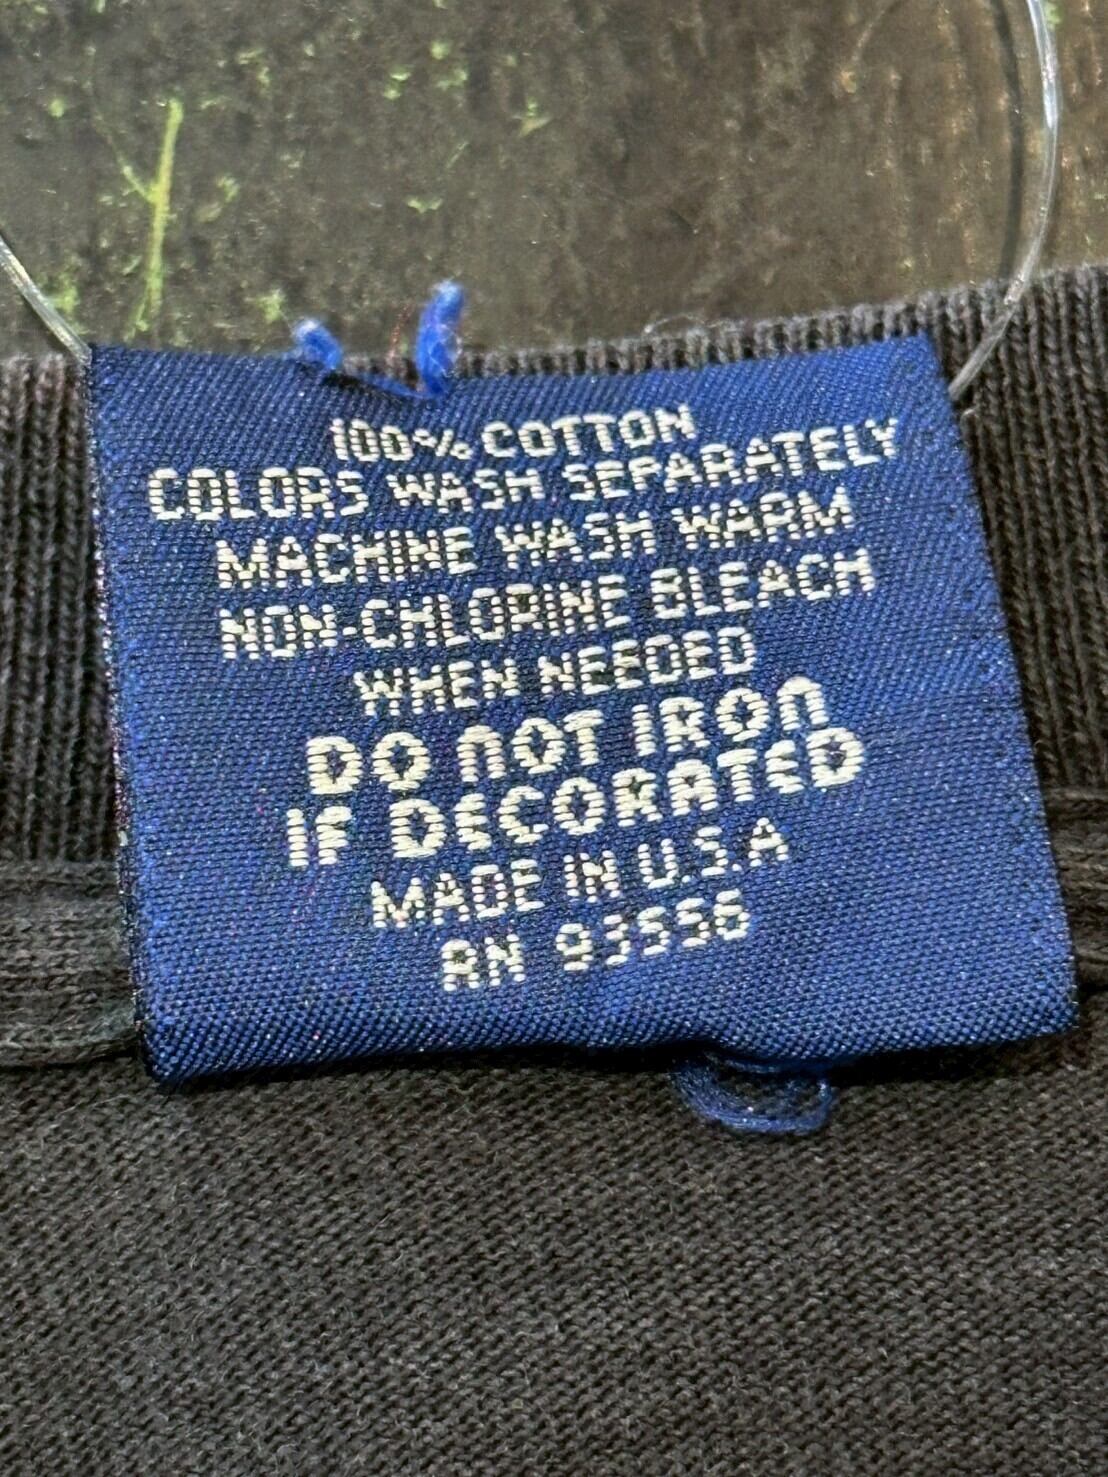 100% COTTON
COLORS WASH SEPARATELY
MACHINE WASH WARM
NON-CHLORINE BLEACH
WHEN NEEDED
DO NOT IRON
IF DECORATED
MADE IN U.S.A
RN 93558